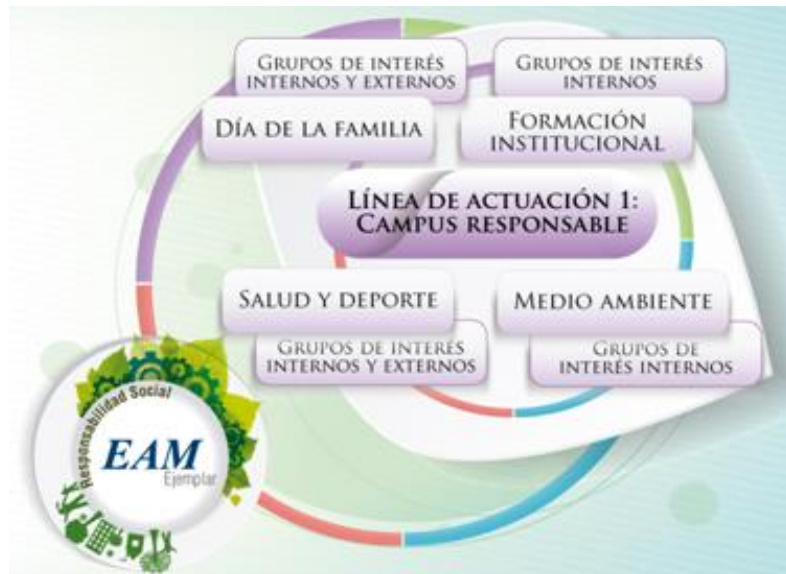 GRUPOS DE INTERÉS
INTERNOS Y EXTERNOS
DÍA DE LA FAMILIA
GRUPOS DE INTERÉS
INTERNOS
FORMACIÓN
INSTITUCIONAL
LÍNEA DE ACTUACIÓN 1:
CAMPUS RESPONSABLE
SALUD Y DEPORTE
GRUPOS DE INTERÉS
INTERNOS Y EXTERNOS
MEDIO AMBIENTE
GRUPOS DE
INTERÉS INTERNOS
Responsabilidad Social
EAM
Ejemplar